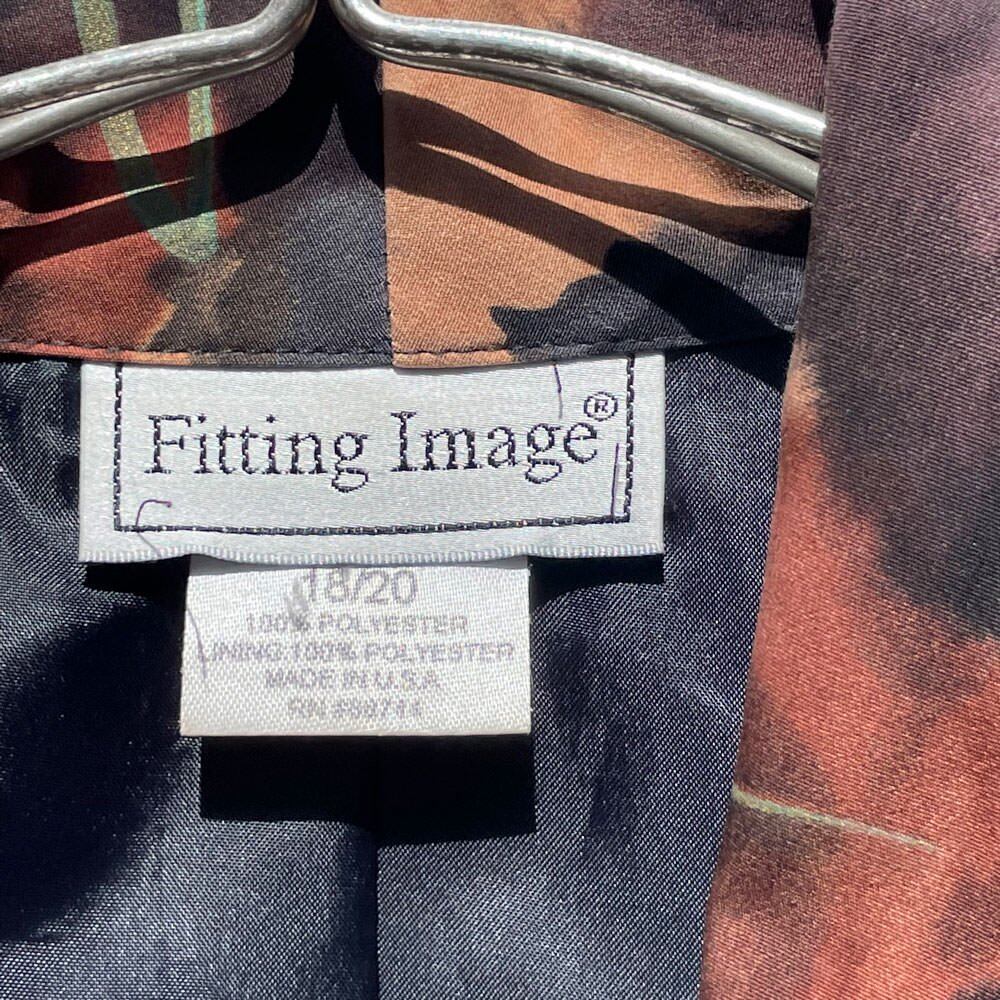 Fitting Image®
18/20
100% POLYESTER
LINING 100% POLYESTER
MADE IN U.S.A
RN